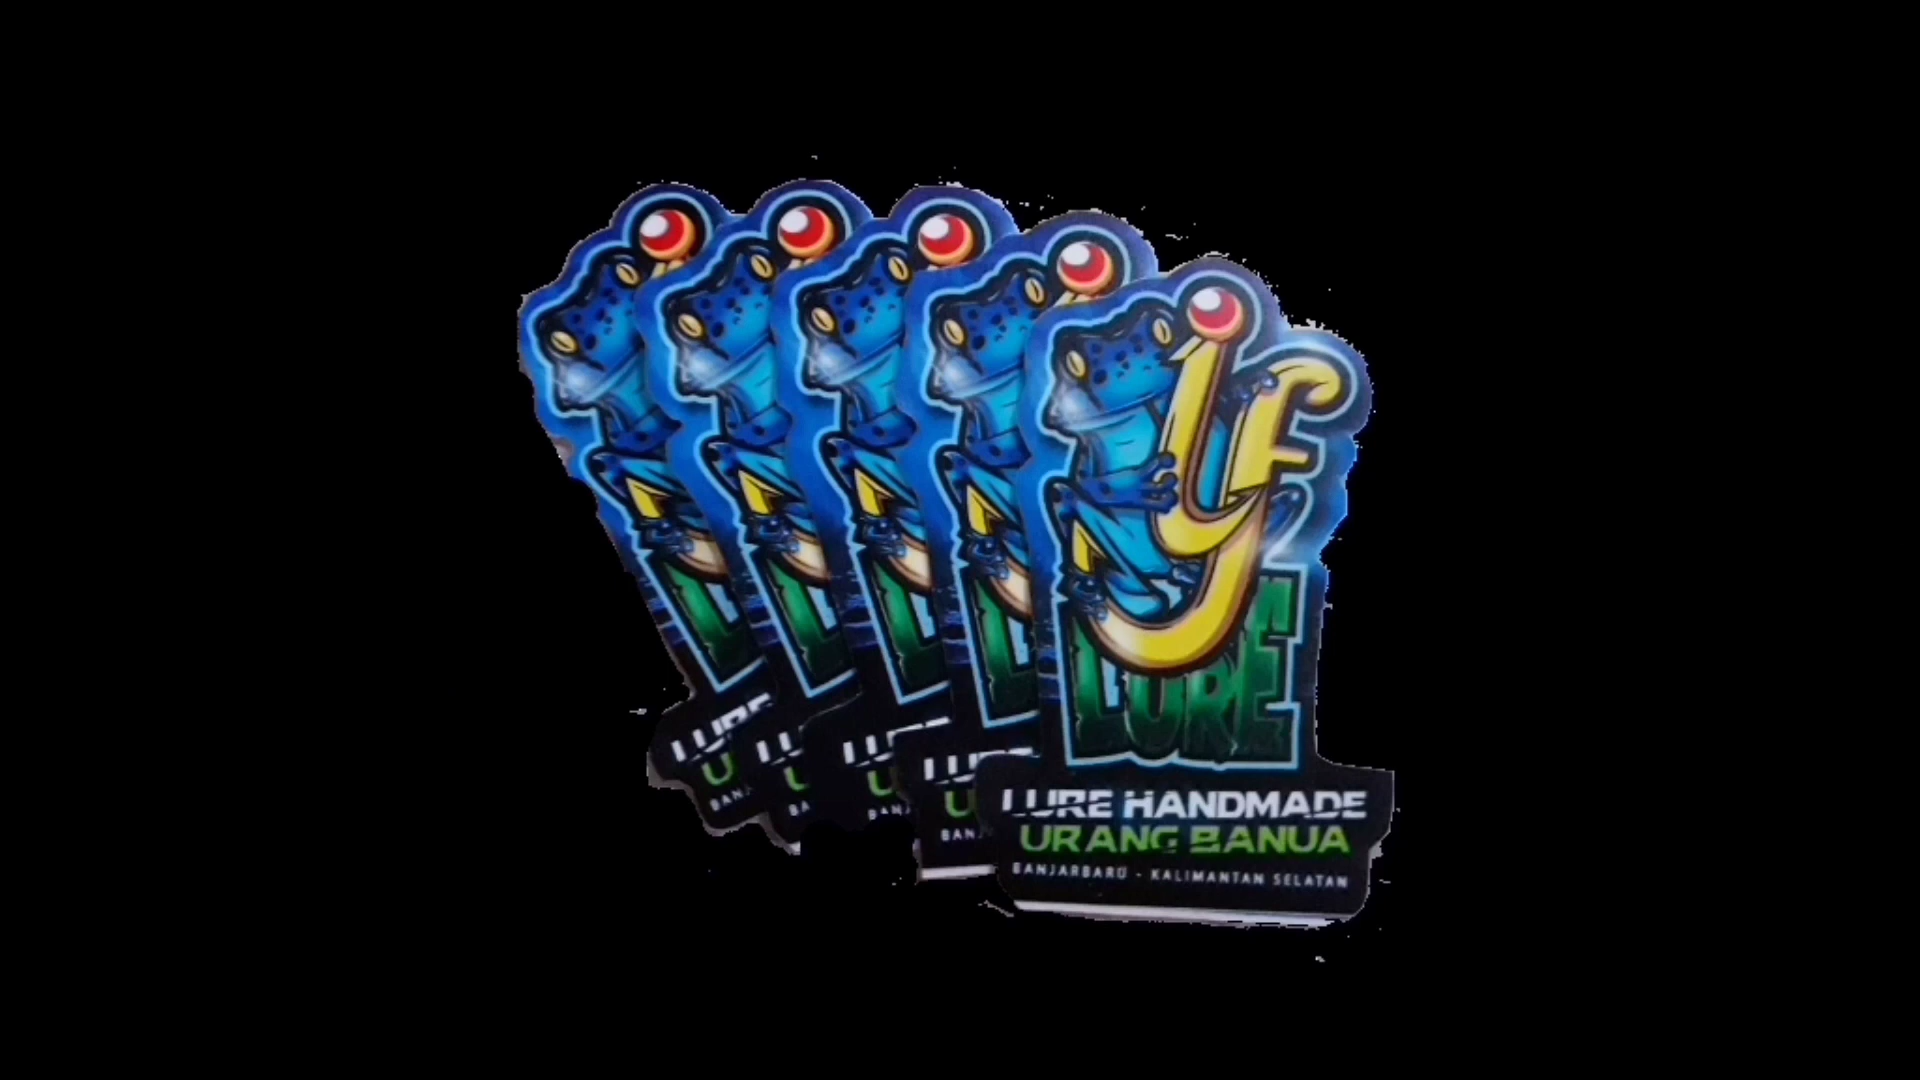 LURE
LURE HANDMADE
URANG BANUA
BANJARBARU - KALIMANTAN SELATAN